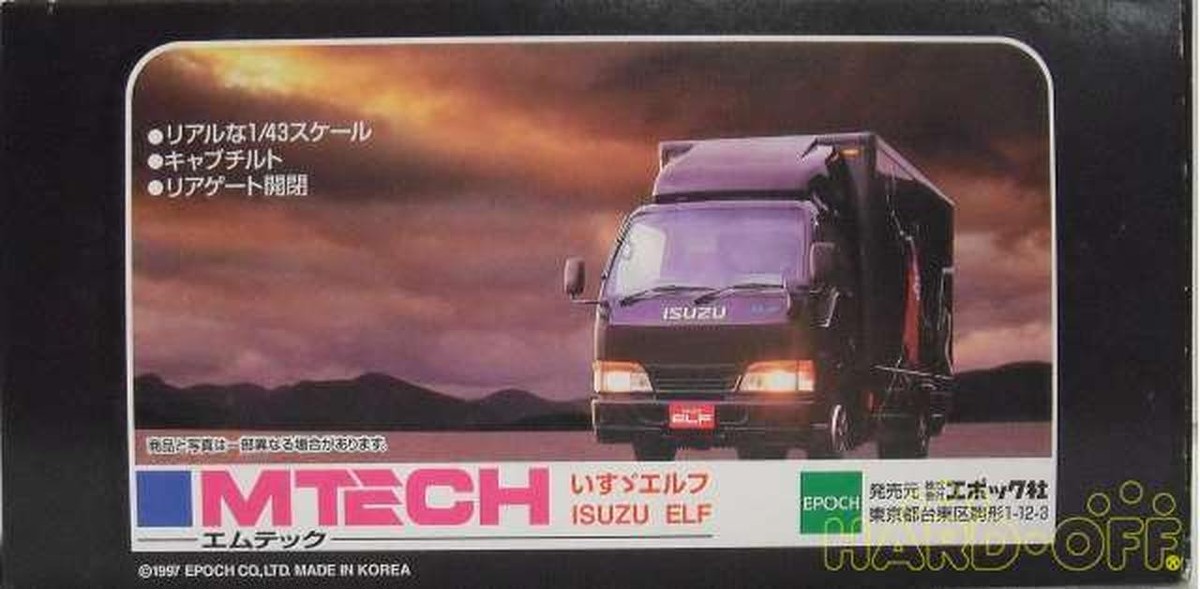 ●リアルな1/43スケール
●キャブチルト
●リアゲート開閉
ISUZU
ELF
商品と写真は一部異なる場合があります。
MTECH
エムテック
いすゞエルフ
ISUZU ELF
EPOCH
発売元 株式会社エポック社
東京都台東区駒形1-12-3
HARD・OFF®
©1997 EPOCH CO.,LTD. MADE IN KOREA